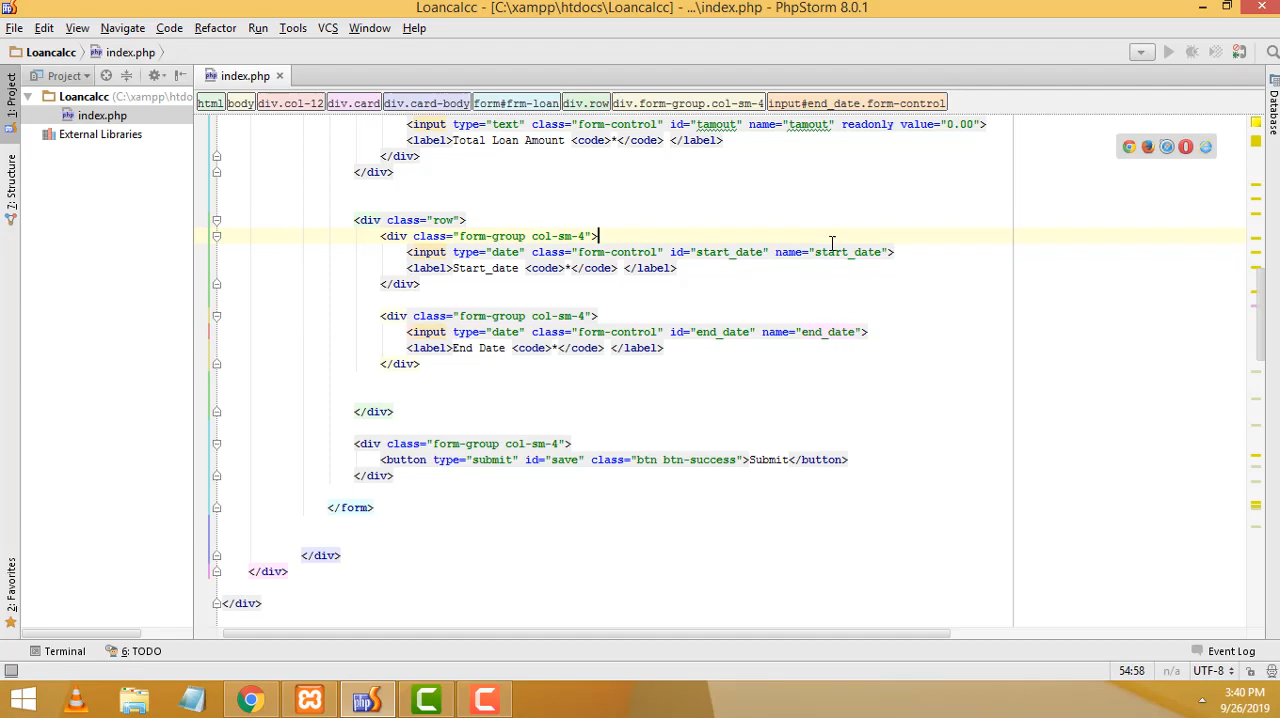 Loancalcc - [C:\xampp\htdocs\Loancalcc] - ...\index.php - PhpStorm 8.0.1
File Edit View Navigate Code Refactor Run Tools VCS Window Help
Loancalcc index.php
Project index.php
html body div.col-12 div.card div.card-body form#frm-loan div.row div.form-group.col-sm-4 input#end_date.form-control
1: Project
7: Structure
2: Favorites
Database
Loancalcc (C:\xampp\htdo
index.php
External Libraries
<input type="text" class="form-control" id="tamout" name="tamout" readonly value="0.00">
<label>Total Loan Amount <code>*</code> </label>
</div>
</div>
<div class="row">
<div class="form-group col-sm-4">
<input type="date" class="form-control" id="start_date" name="start_date">
<label>Start_date <code>*</code> </label>
</div>
<div class="form-group col-sm-4">
<input type="date" class="form-control" id="end_date" name="end_date">
<label>End Date <code>*</code> </label>
</div>
</div>
<div class="form-group col-sm-4">
<button type="submit" id="save" class="btn btn-success">Submit</button>
</div>
</form>
</div>
</div>
</div>
Terminal 6: TODO Event Log
54:58 n/a UTF-8
3:40 PM
9/26/2019